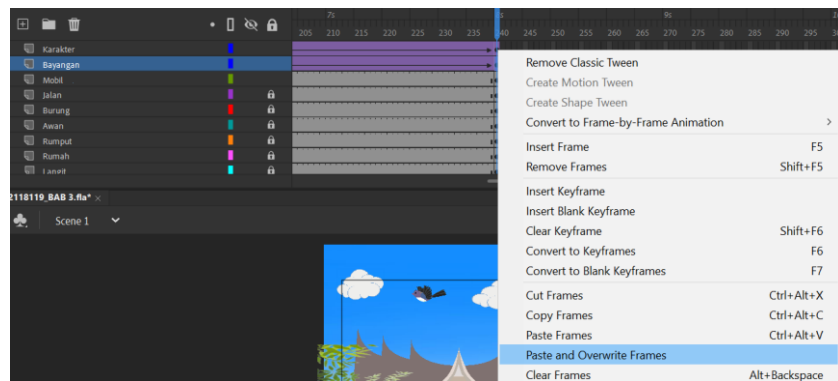 7s 9s
205 210 215 220 225 230 235 240 245 250 255 260 265 270 275 280 285 290 295
Karakter
Bayangan
Mobil
Jalan
Burung
Awan
Rumput
Rumah
Langit
2118119_BAB 3.fla*
Scene 1
Remove Classic Tween
Create Motion Tween
Create Shape Tween
Convert to Frame-by-Frame Animation
Insert Frame F5
Remove Frames Shift+F5
Insert Keyframe
Insert Blank Keyframe
Clear Keyframe Shift+F6
Convert to Keyframes F6
Convert to Blank Keyframes F7
Cut Frames Ctrl+Alt+X
Copy Frames Ctrl+Alt+C
Paste Frames Ctrl+Alt+V
Paste and Overwrite Frames
Clear Frames Alt+Backspace